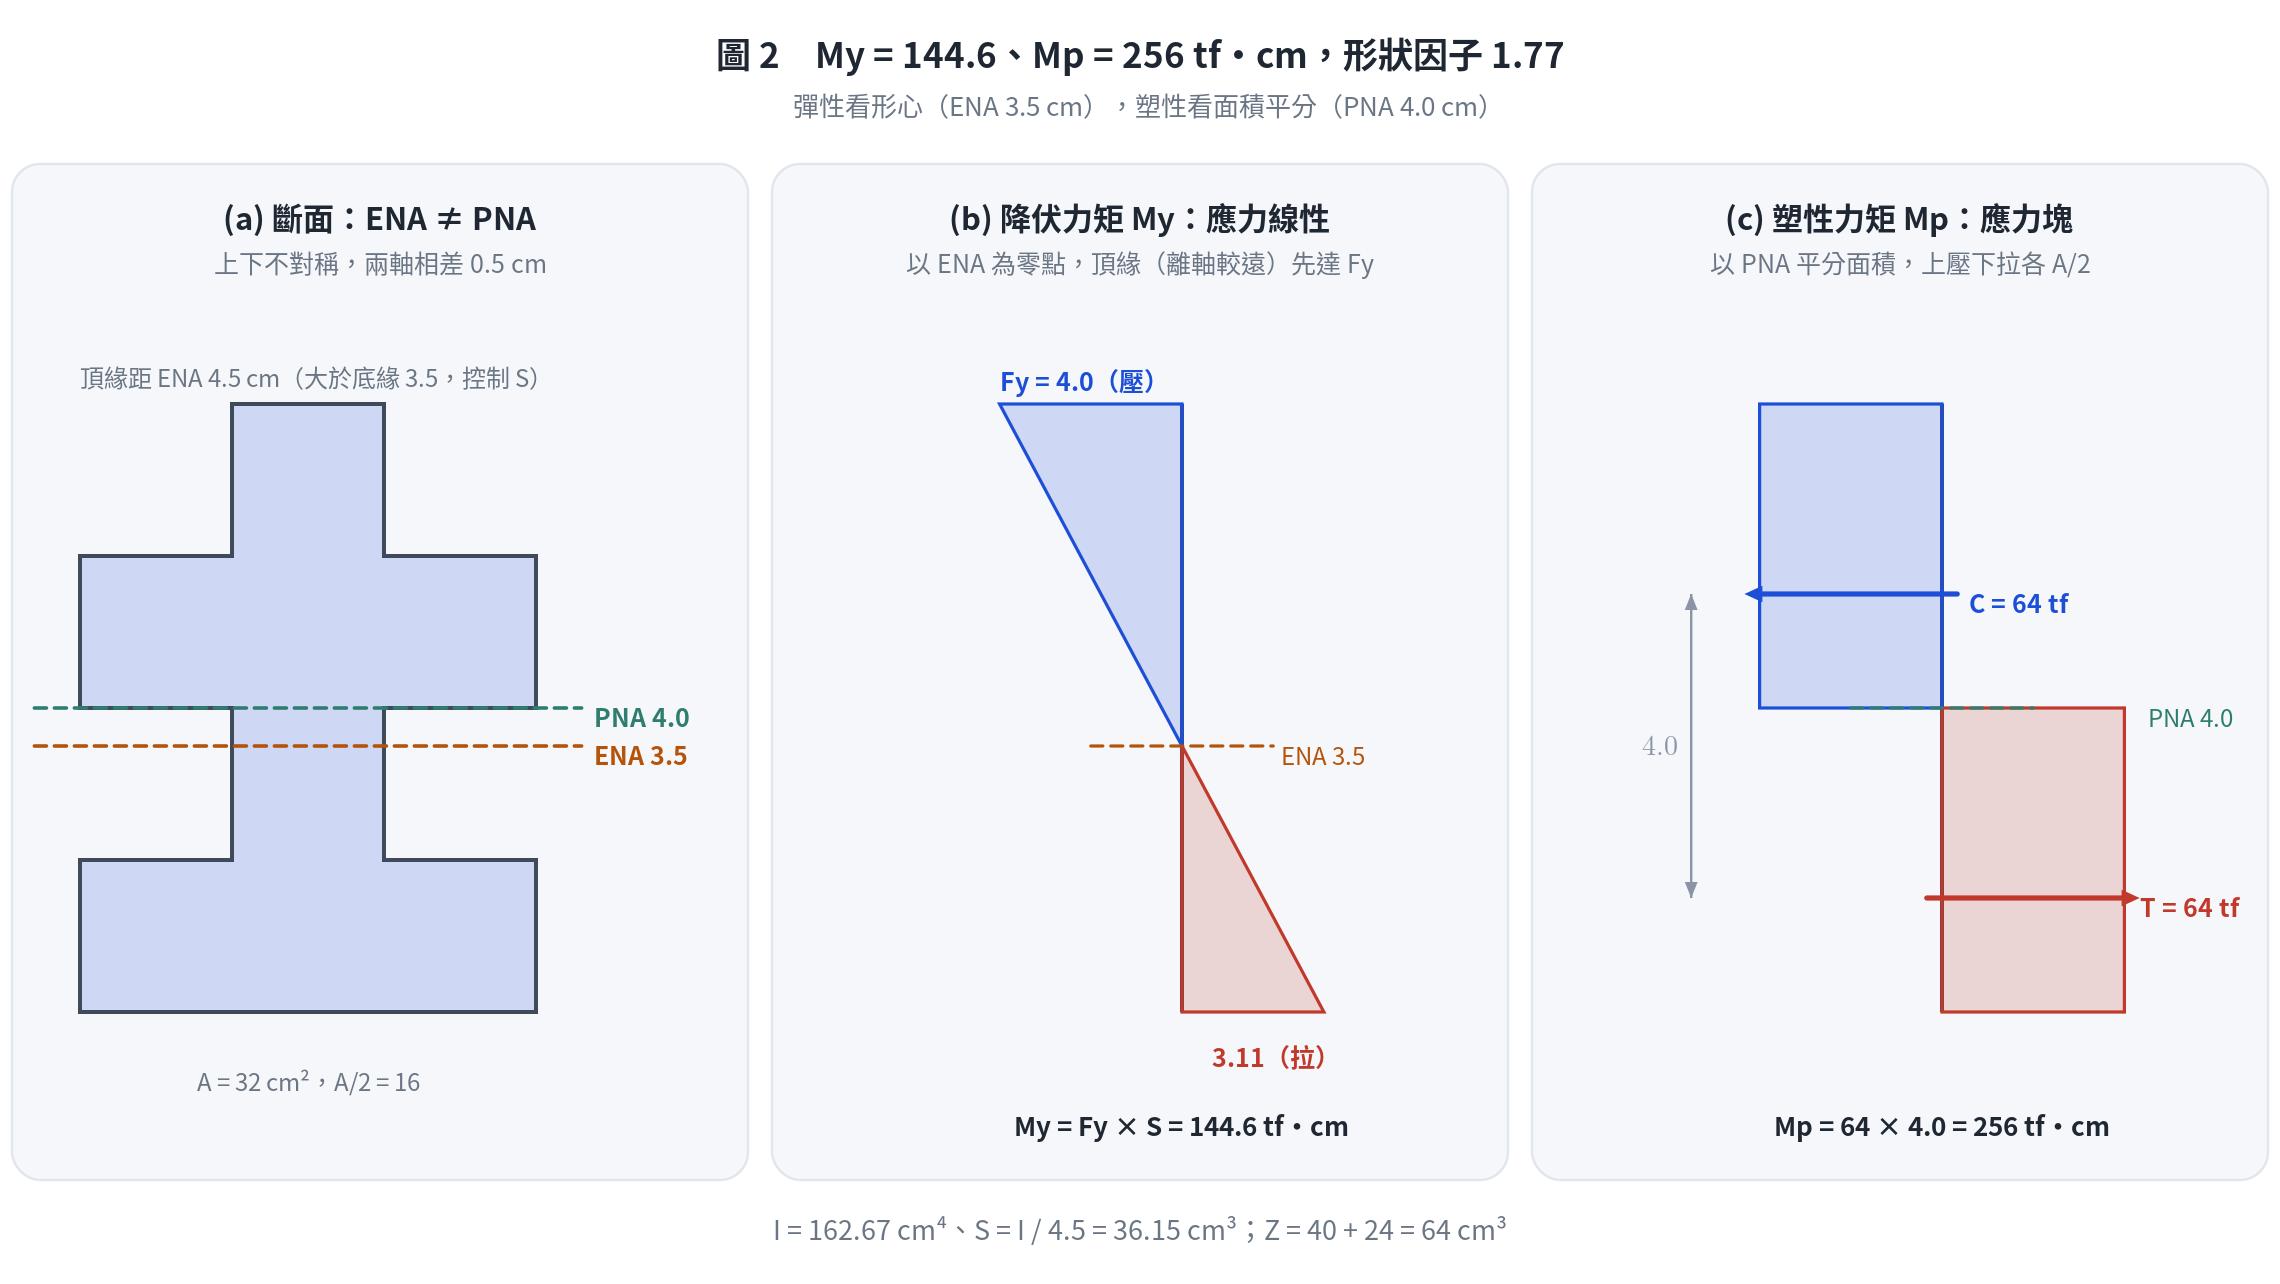 圖 2　My = 144.6、Mp = 256 tf・cm，形狀因子 1.77
彈性看形心（ENA 3.5 cm），塑性看面積平分（PNA 4.0 cm）
(a) 斷面：ENA ≠ PNA
上下不對稱，兩軸相差 0.5 cm
頂緣距 ENA 4.5 cm（大於底緣 3.5，控制 S）
PNA 4.0
ENA 3.5
A = 32 cm²，A/2 = 16
(b) 降伏力矩 My：應力線性
以 ENA 為零點，頂緣（離軸較遠）先達 Fy
Fy = 4.0（壓）
ENA 3.5
3.11（拉）
My = Fy × S = 144.6 tf・cm
(c) 塑性力矩 Mp：應力塊
以 PNA 平分面積，上壓下拉各 A/2
C = 64 tf
PNA 4.0
4.0
T = 64 tf
Mp = 64 × 4.0 = 256 tf・cm
I = 162.67 cm⁴、S = I / 4.5 = 36.15 cm³；Z = 40 + 24 = 64 cm³